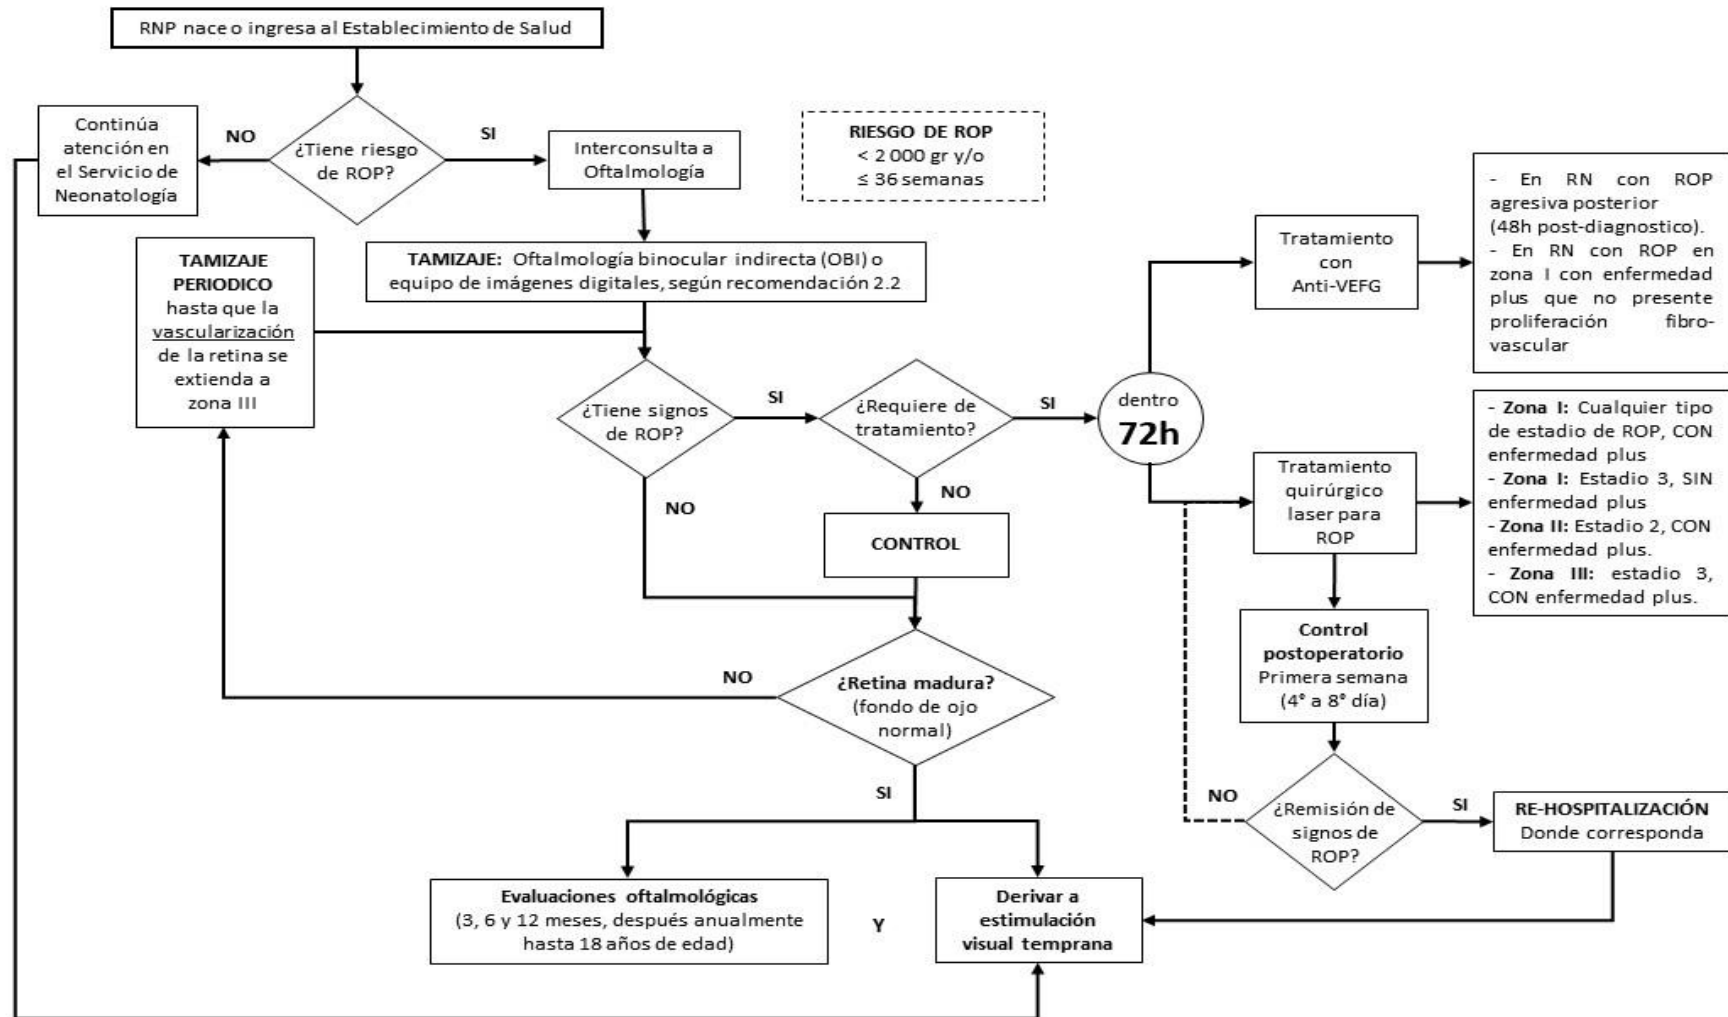 RNP nace o ingresa al Establecimiento de Salud
Continúa
atención en
el Servicio de
Neonatología
NO
¿Tiene riesgo
de ROP?
SI
Interconsulta a
Oftalmología
RIESGO DE ROP
< 2 000 gr y/o
≤ 36 semanas
TAMIZAJE: Oftalmología binocular indirecta (OBI) o
equipo de imágenes digitales, según recomendación 2.2
TAMIZAJE
PERIODICO
hasta que la
vascularización
de la retina se
extienda a
zona III
¿Tiene signos
de ROP?
SI
NO
¿Requiere de
tratamiento?
SI
NO
dentro
72h
CONTROL
Tratamiento
con
Anti-VEFG
- En RN con ROP
agresiva posterior
(48h post-diagnostico).
- En RN con ROP en
zona I con enfermedad
plus que no presente
proliferación fibro-
vascular
Tratamiento
quirúrgico
laser para
ROP
- Zona I: Cualquier tipo
de estadio de ROP, CON
enfermedad plus
- Zona I: Estadio 3, SIN
enfermedad plus
- Zona II: Estadio 2, CON
enfermedad plus.
- Zona III: estadio 3,
CON enfermedad plus.
Control
postoperatorio
Primera semana
(4° a 8° día)
NO
¿Retina madura?
(fondo de ojo
normal)
SI
NO
¿Remisión de
signos de
ROP?
SI
RE-HOSPITALIZACIÓN
Donde corresponda
Evaluaciones oftalmológicas
(3, 6 y 12 meses, después anualmente
hasta 18 años de edad)
Y
Derivar a
estimulación
visual temprana